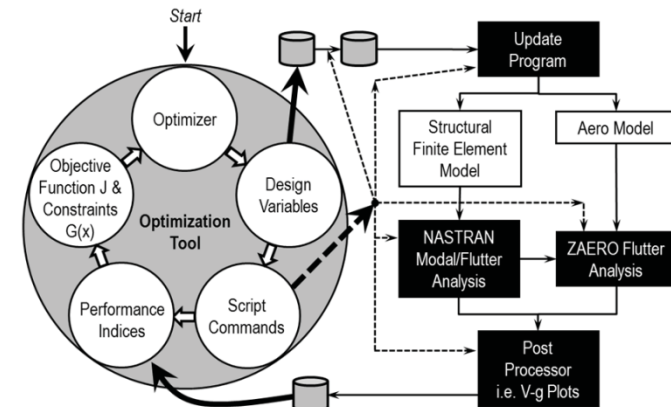 Start
Optimizer
Objective
Function J &
Constraints
G(x)
Optimization
Tool
Design
Variables
Performance
Indices
Script
Commands
Update
Program
Structural
Finite Element
Model
Aero Model
NASTRAN
Modal/Flutter
Analysis
ZAERO Flutter
Analysis
Post
Processor
i.e. V-g Plots